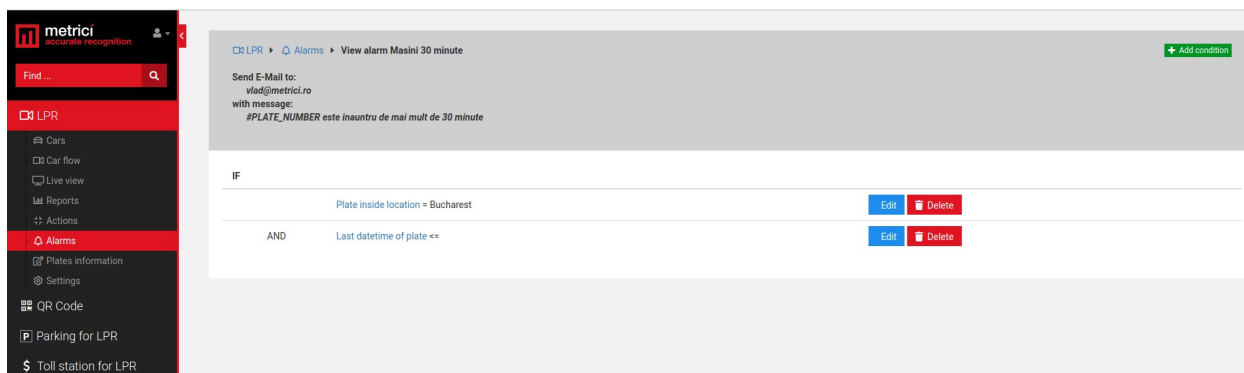 metrici
accurate recognition
Find ...
LPR
Cars
Car flow
Live view
Reports
Actions
Alarms
Plates information
Settings
QR Code
P Parking for LPR
$ Toll station for LPR
LPR Alarms View alarm Masini 30 minute
+ Add condition
Send E-Mail to:
vlad@metrici.ro
with message:
#PLATE_NUMBER este inauntru de mai mult de 30 minute
IF
Plate inside location = Bucharest Edit Delete
AND Last datetime of plate <= Edit Delete